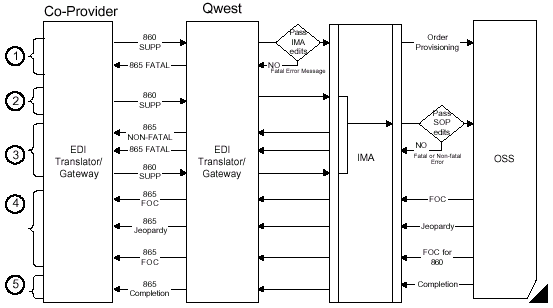 Co-Provider
Qwest
1
860
SUPP
865 FATAL
Pass
IMA
edits
NO
Fatal Error Message
Order
Provisioning
2
860
SUPP
Pass
SOP
edits
NO
Fatal or Non-fatal
Error
3
865
NON-FATAL
865 FATAL
860
SUPP
EDI
Translator/
Gateway
EDI
Translator/
Gateway
IMA
OSS
4
865
FOC
FOC
865
Jeopardy
Jeopardy
865
FOC
FOC for
860
5
865
Completion
Completion